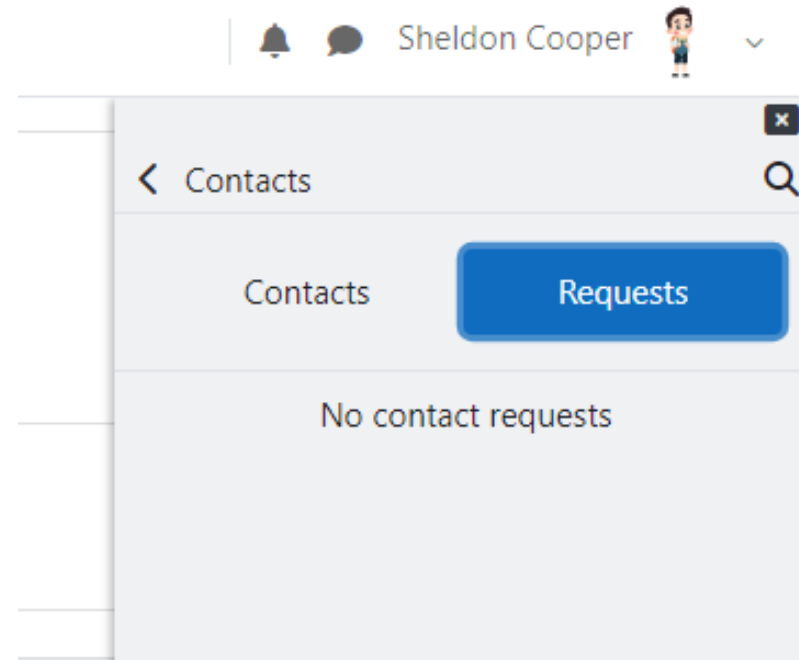 Sheldon Cooper
Contacts
Contacts Requests
No contact requests